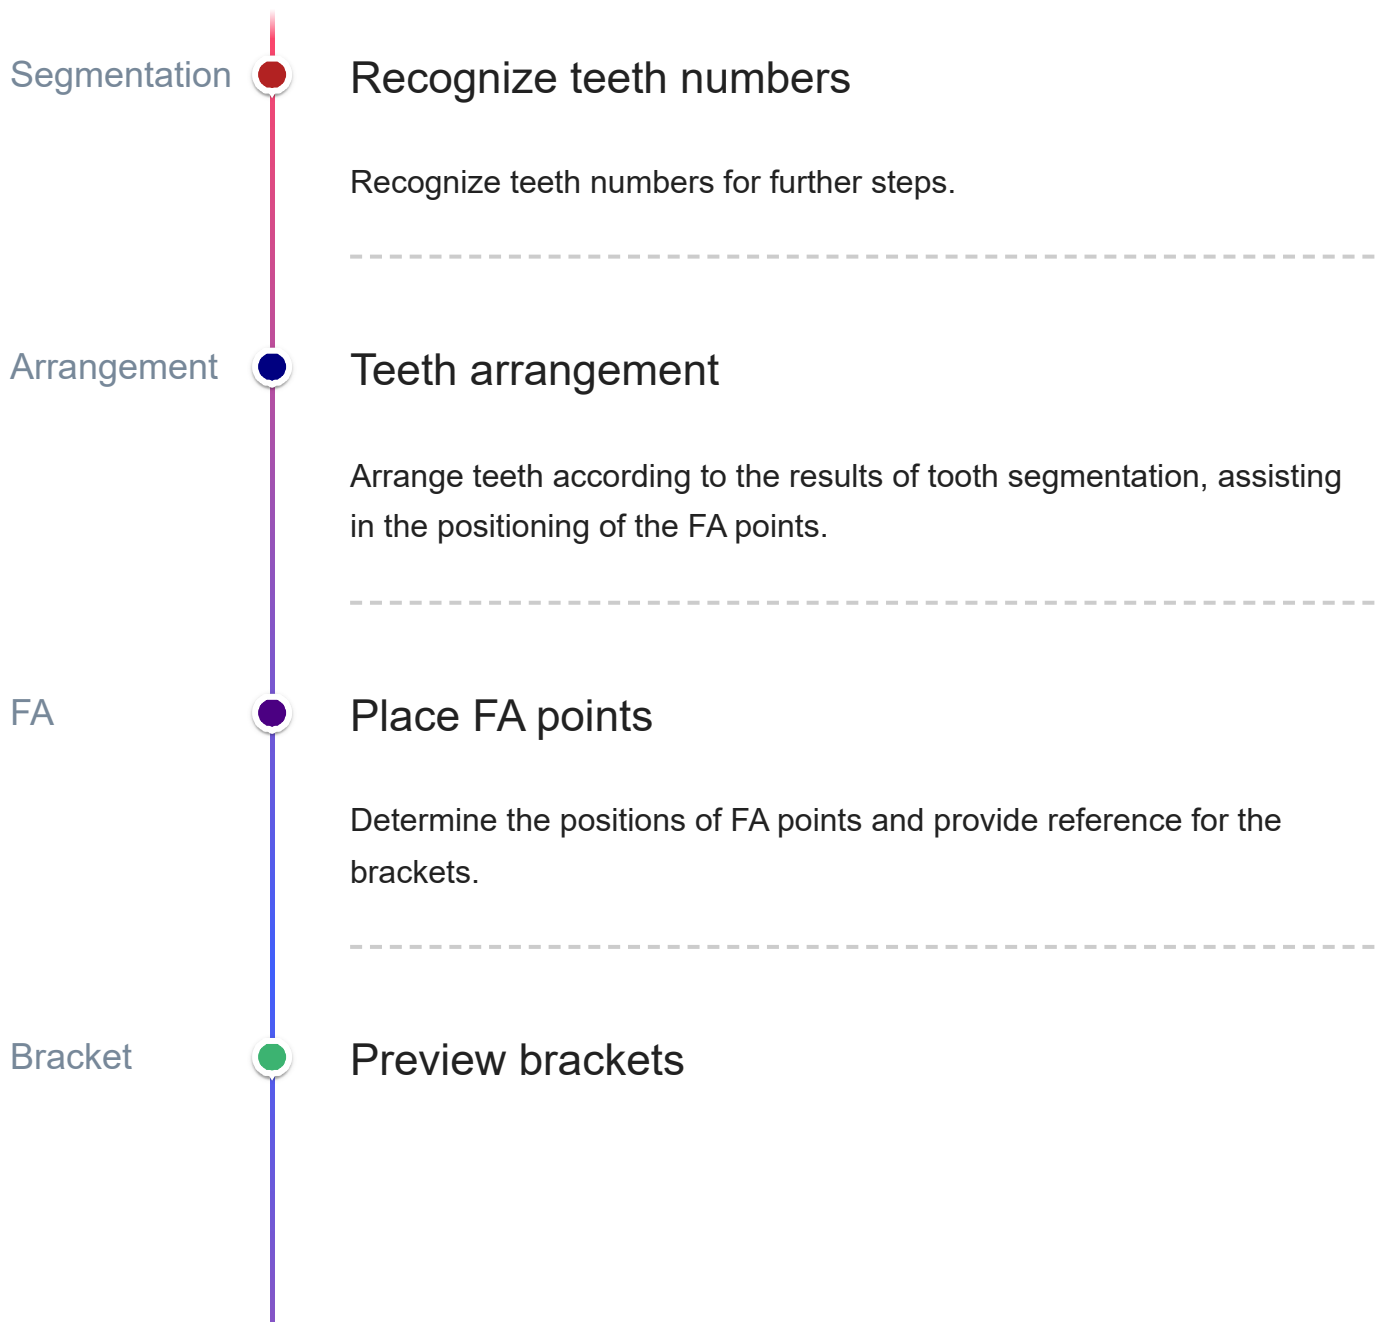 Segmentation
Recognize teeth numbers
Recognize teeth numbers for further steps.
Arrangement
Teeth arrangement
Arrange teeth according to the results of tooth segmentation, assisting
in the positioning of the FA points.
FA
Place FA points
Determine the positions of FA points and provide reference for the
brackets.
Bracket
Preview brackets